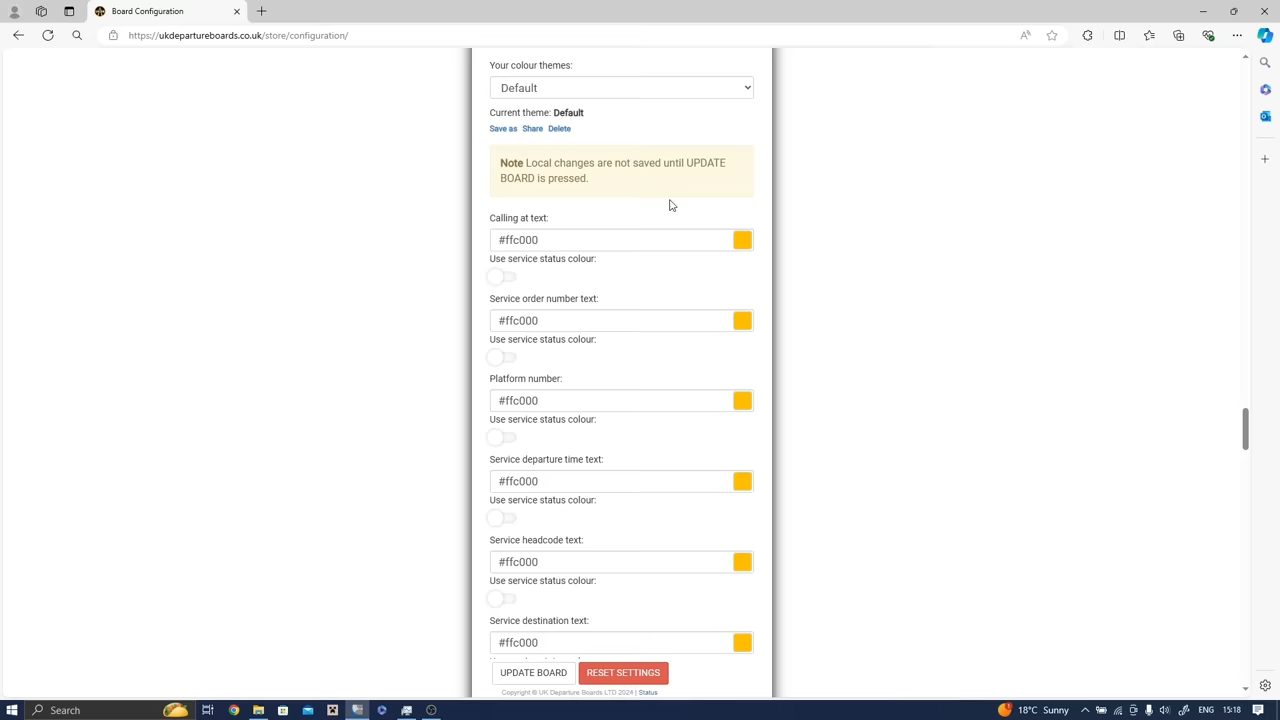 Board Configuration
https://ukdepartureboards.co.uk/store/configuration/
Your colour themes:
Default
Current theme: Default
Save as Share Delete
Note Local changes are not saved until UPDATE
BOARD is pressed.
Calling at text:
#ffc000
Use service status colour:
Service order number text:
#ffc000
Use service status colour:
Platform number:
#ffc000
Use service status colour:
Service departure time text:
#ffc000
Use service status colour:
Service headcode text:
#ffc000
Use service status colour:
Service destination text:
#ffc000
UPDATE BOARD RESET SETTINGS
Copyright © UK Departure Boards LTD 2024 | Status
Search
18°C Sunny
15:18